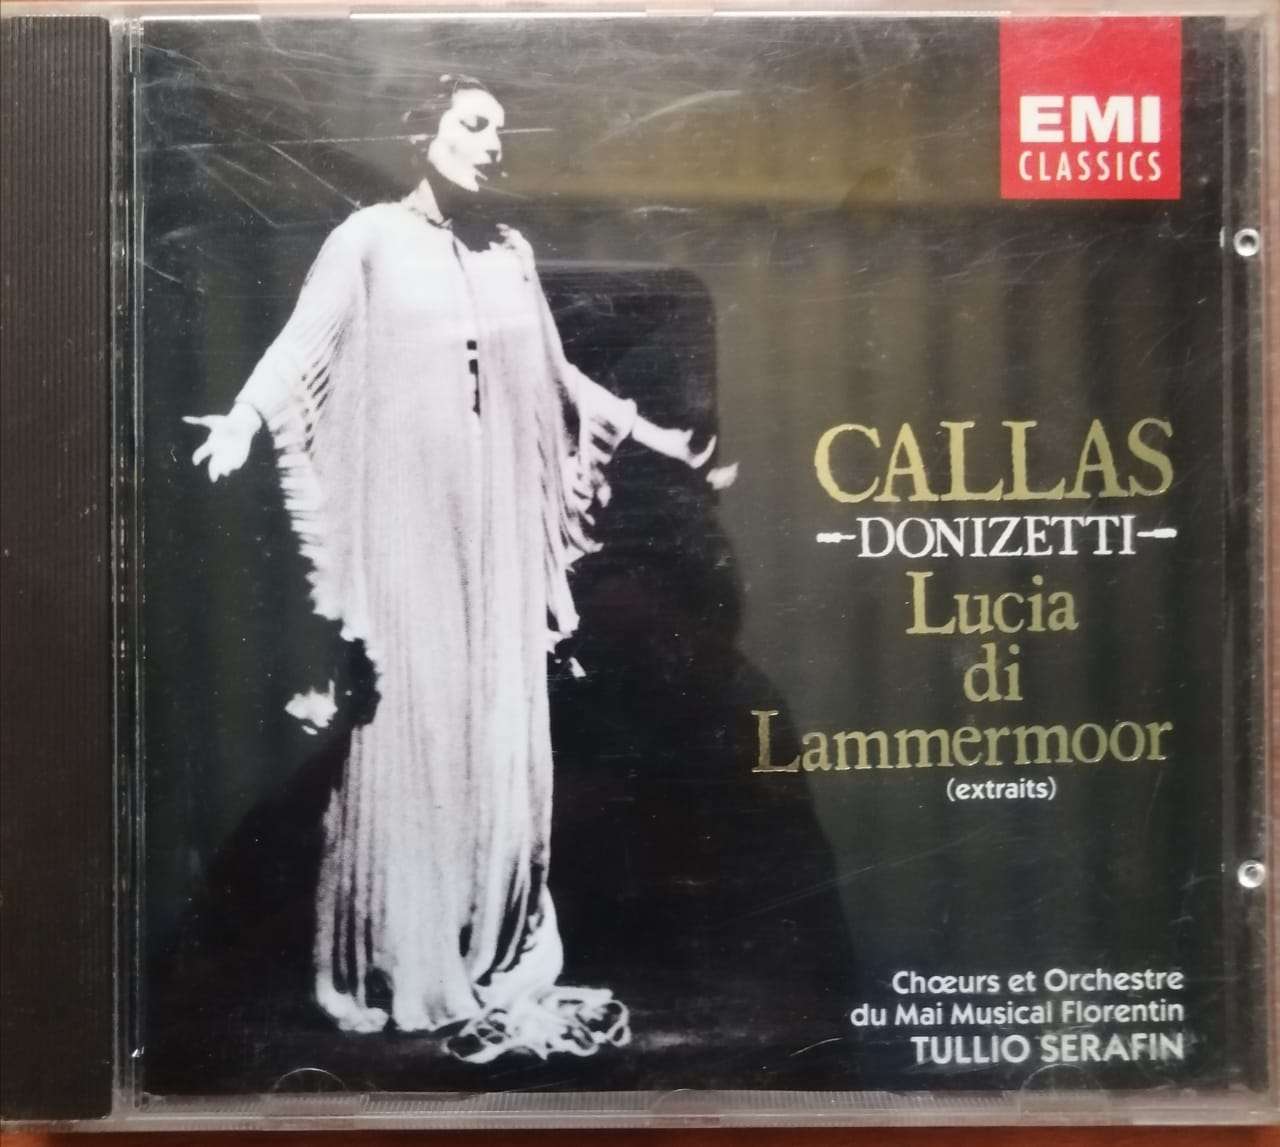 EMI
CLASSICS
CALLAS
DONIZETTI
Lucia
di
Lammermoor
(extraits)
Chœurs et Orchestre
du Mai Musical Florentin
TULLIO SERAFIN